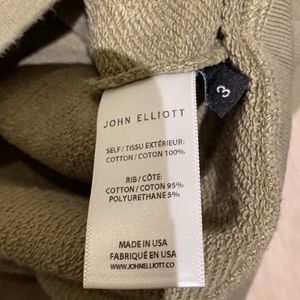 JOHN ELLIOTT
SELF / TISSU EXTÉRIEUR:
COTTON / COTON 100%
RIB / CÔTE:
COTTON / COTON 95%
POLYURETHANE 5%
MADE IN USA
FABRIQUÉ EN USA
WWW.JOHNELLIOTT.CO
3